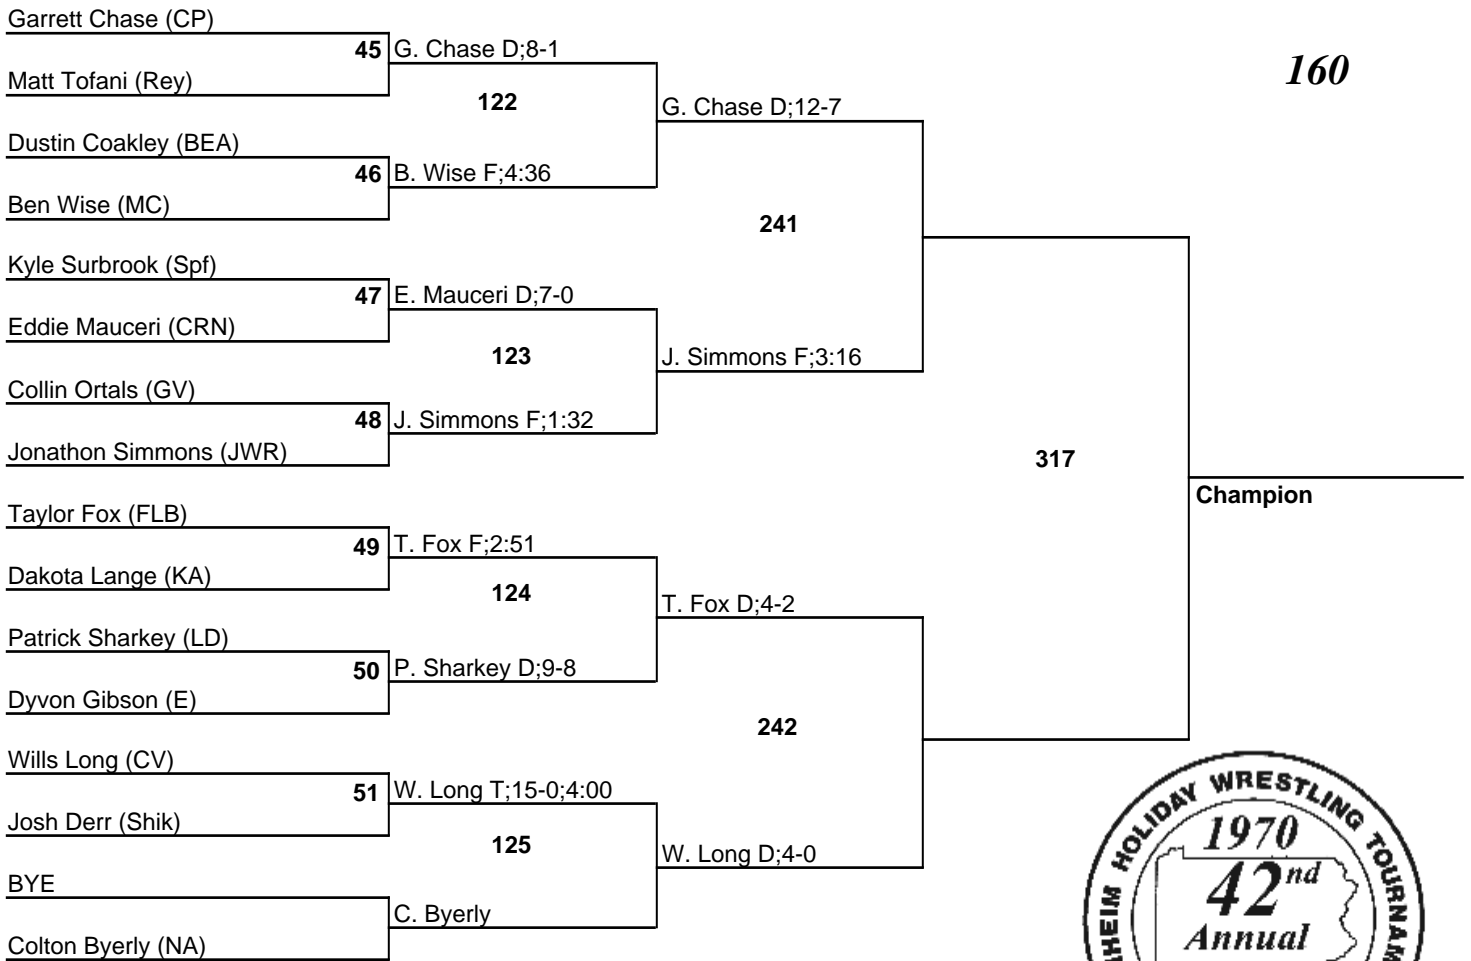 Garrett Chase (CP)
45 G. Chase D;8-1
Matt Tofani (Rey)
122
G. Chase D;12-7
160
Dustin Coakley (BEA)
46 B. Wise F;4:36
Ben Wise (MC)
241
Kyle Surbrook (Spf)
47 E. Mauceri D;7-0
Eddie Mauceri (CRN)
123
J. Simmons F;3:16
Collin Ortals (GV)
48 J. Simmons F;1:32
Jonathon Simmons (JWR)
317
Champion
Taylor Fox (FLB)
49 T. Fox F;2:51
Dakota Lange (KA)
124
T. Fox D;4-2
Patrick Sharkey (LD)
50 P. Sharkey D;9-8
Dyvon Gibson (E)
242
Wills Long (CV)
51 W. Long T;15-0;4:00
Josh Derr (Shik)
125
W. Long D;4-0
BYE
C. Byerly
Colton Byerly (NA)
HOLIDAY WRESTLING
1970
42nd
Annual